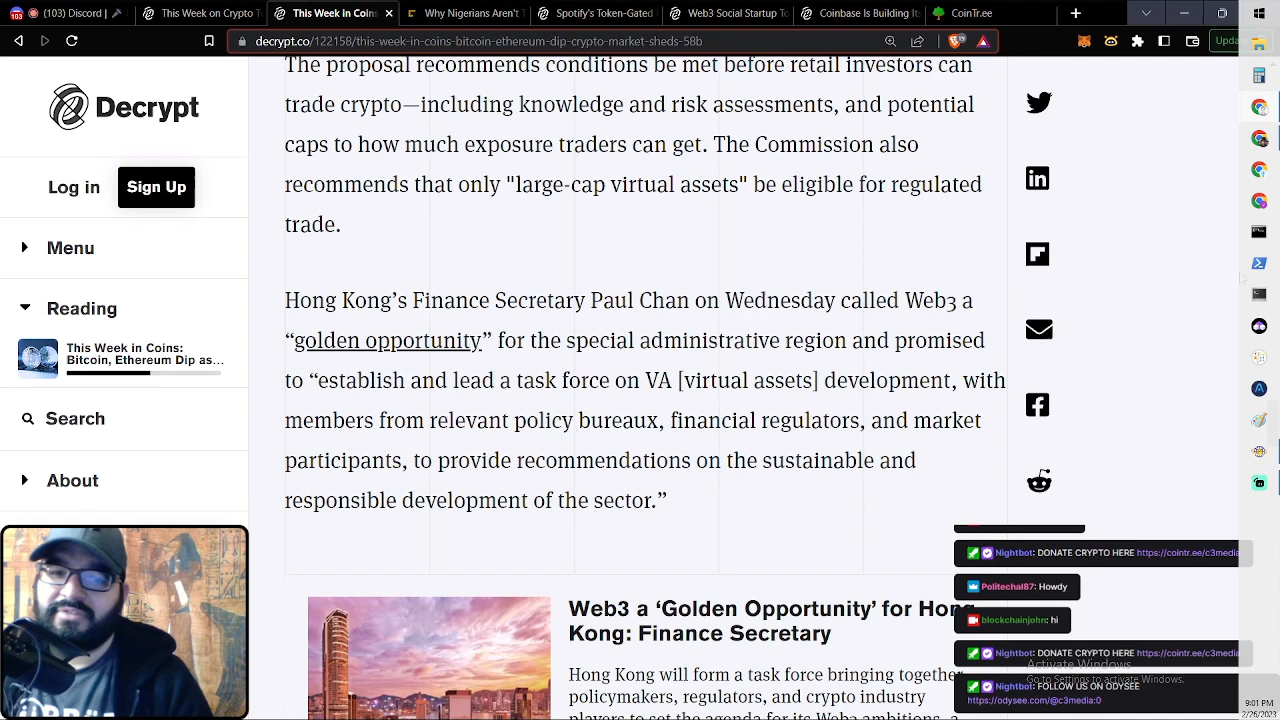 (103) Discord |
This Week on Crypto T
This Week in Coins
Why Nigerians Aren't
Spotify's Token-Gated
Web3 Social Startup
Coinbase Is Building Its
CoinTr.ee
decrypt.co/122158/this-week-in-coins-bitcoin-ethereum-dip-crypto-market-sheds-58b
Decrypt
Log in
Sign Up
Menu
Reading
This Week in Coins:
Bitcoin, Ethereum Dip as...
Search
About
The proposal recommends conditions be met before retail investors can
trade crypto—including knowledge and risk assessments, and potential
caps to how much exposure traders can get. The Commission also
recommends that only "large-cap virtual assets" be eligible for regulated
trade.
Hong Kong’s Finance Secretary Paul Chan on Wednesday called Web3 a
“golden opportunity” for the special administrative region and promised
to “establish and lead a task force on VA [virtual assets] development, with
members from relevant policy bureaux, financial regulators, and market
participants, to provide recommendations on the sustainable and
responsible development of the sector.”
Web3 a ‘Golden Opportunity’ for Hong
Kong: Finance Secretary
Hong Kong will form a task force bringing together
policymakers, regulators, and crypto industry
players to set the agenda for its Web3 ambitions, a
Nightbot: DONATE CRYPTO HERE https://cointr.ee/c3media
Politechal87: Howdy
blockchainjohn: hi
Nightbot: DONATE CRYPTO HERE https://cointr.ee/c3media
Activate Windows
Go to Settings to activate Windows.
Nightbot: FOLLOW US ON ODYSEE
https://odysee.com/@c3media:0
9:01 PM